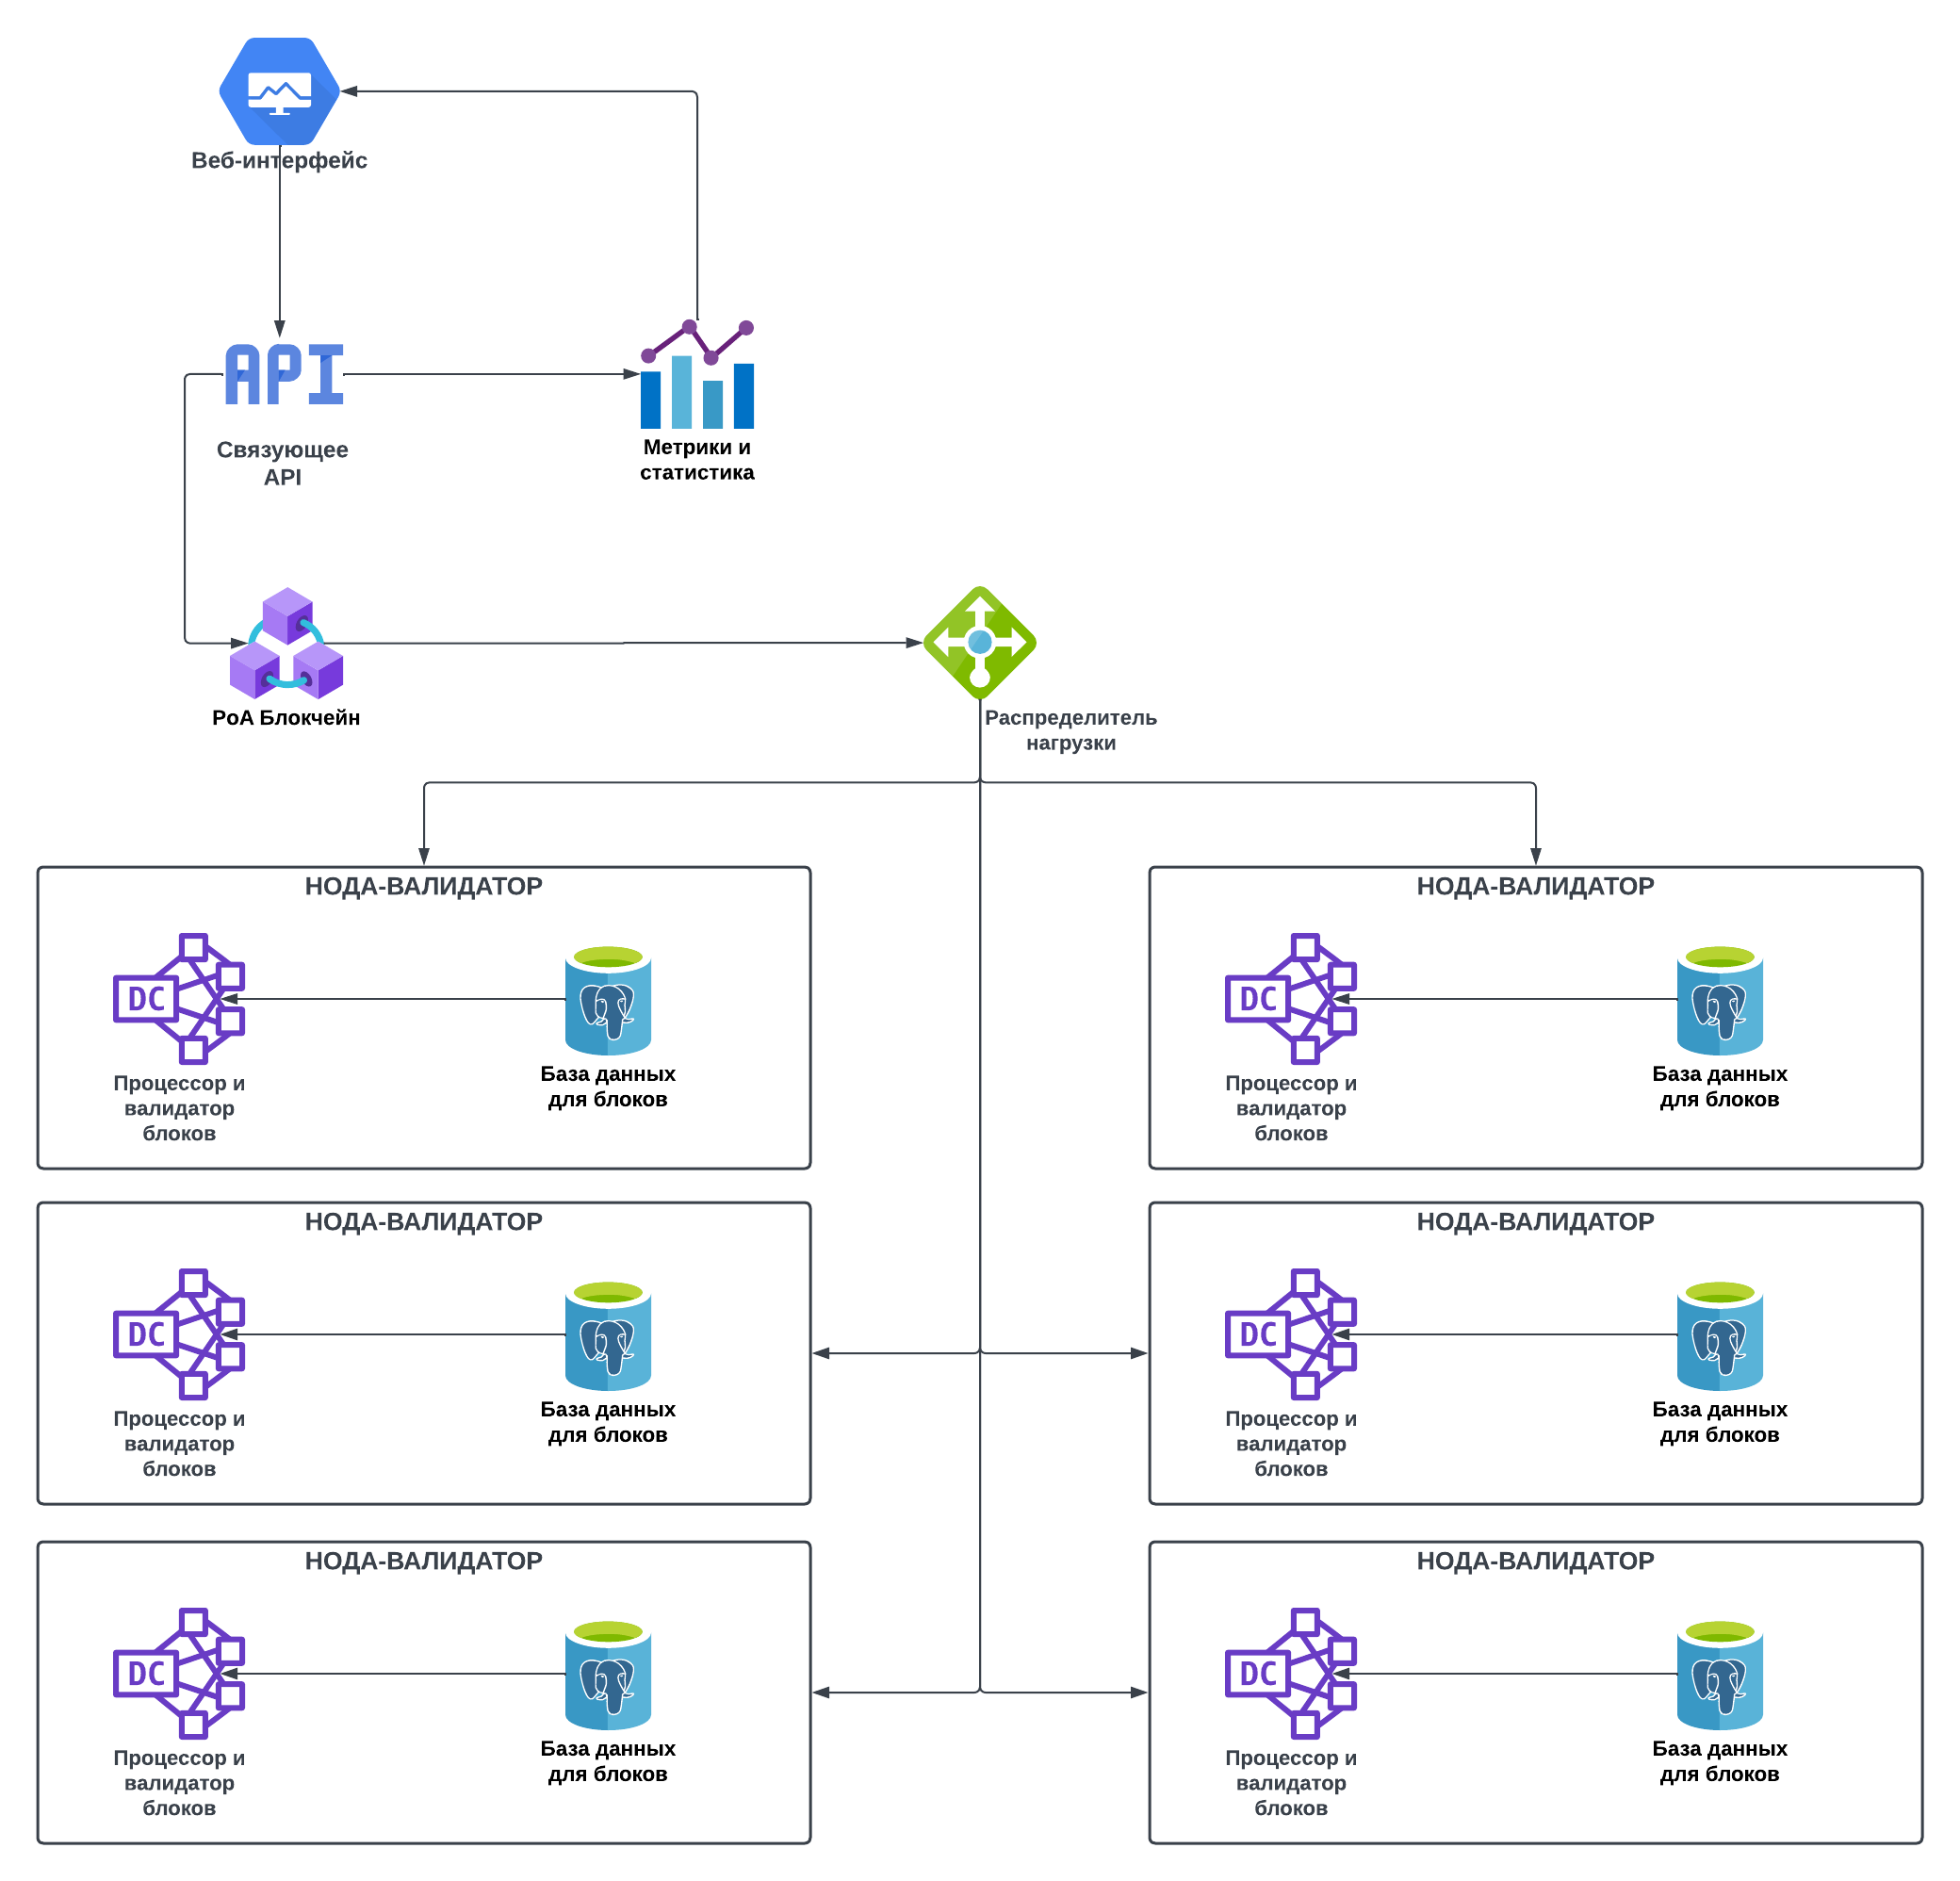 Веб-интерфейс
API
Связующее
API
Метрики и
статистика
PoA Блокчейн
Распределитель
нагрузки
НОДА-ВАЛИДАТОР
DC
Процессор и
валидатор
блоков
База данных
для блоков
НОДА-ВАЛИДАТОР
DC
Процессор и
валидатор
блоков
База данных
для блоков
НОДА-ВАЛИДАТОР
DC
Процессор и
валидатор
блоков
База данных
для блоков
НОДА-ВАЛИДАТОР
DC
Процессор и
валидатор
блоков
База данных
для блоков
НОДА-ВАЛИДАТОР
DC
Процессор и
валидатор
блоков
База данных
для блоков
НОДА-ВАЛИДАТОР
DC
Процессор и
валидатор
блоков
База данных
для блоков